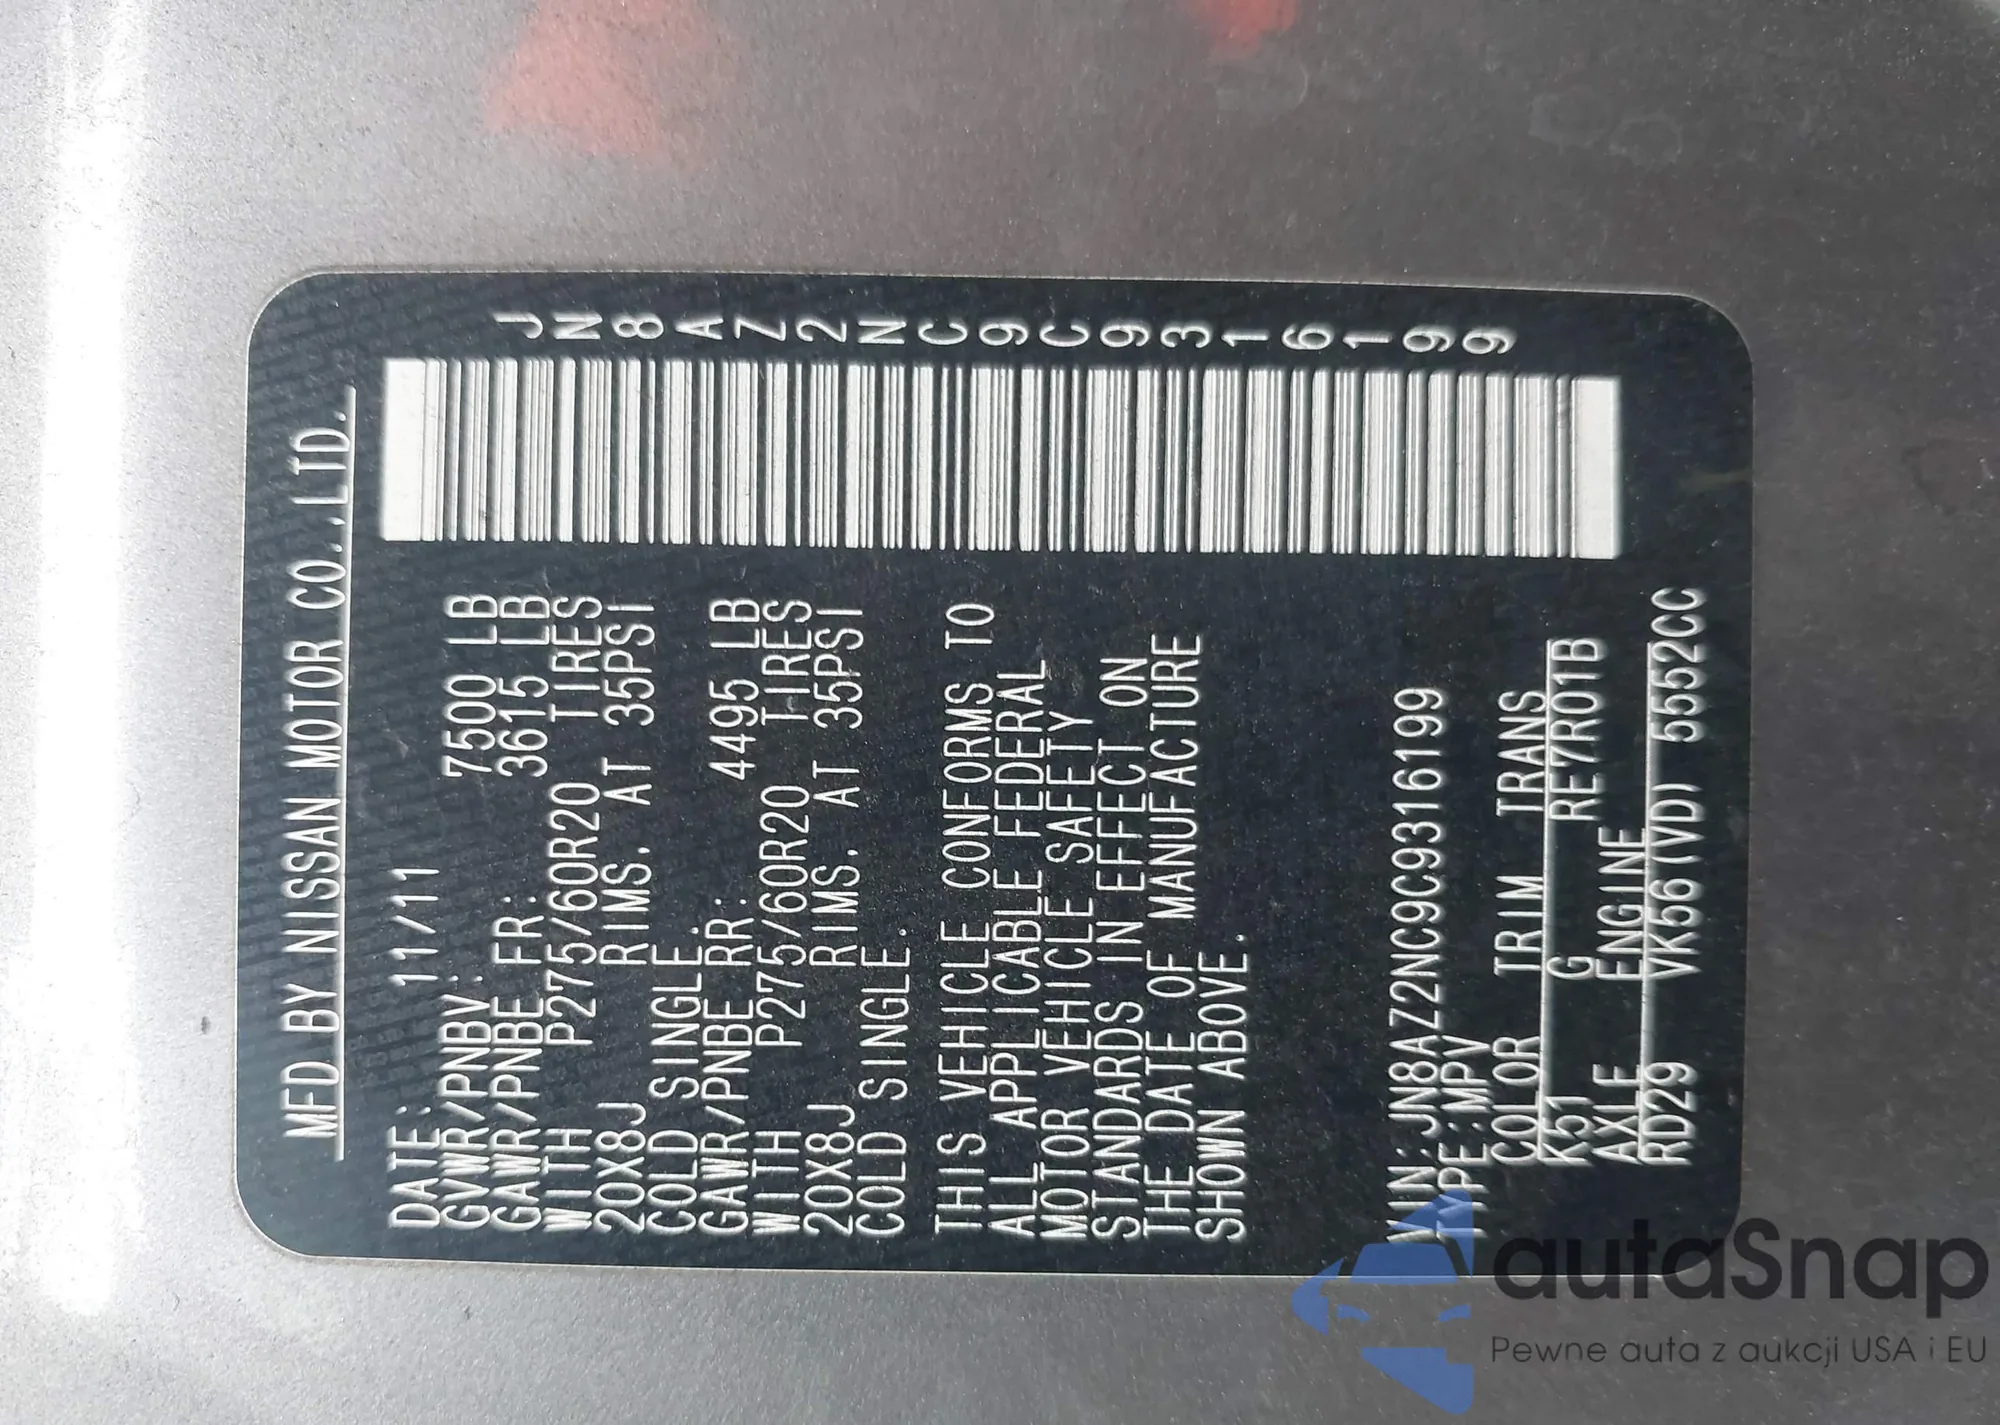 MFD BY NISSAN MOTOR CO.,LTD.
DATE: 11/11
GVWR/PNBV: 7500 LB
GAWR/PNBE FR: 3615 LB
WITH P275/60R20 TIRES
20X8J RIMS. AT 35PSI
COLD SINGLE.
GAWR/PNBE RR: 4495 LB
WITH P275/60R20 TIRES
20X8J RIMS. AT 35PSI
COLD SINGLE.
THIS VEHICLE CONFORMS TO
ALL APPLICABLE FEDERAL
MOTOR VEHICLE SAFETY
STANDARDS IN EFFECT ON
THE DATE OF MANUFACTURE
SHOWN ABOVE.
VIN:JN8AZ2NC9C9316199
TYPE:MPV
COLOR TRIM TRANS
K51 G RE7R01B
AXLE ENGINE
RD29 VK56(VD) 5552CC
JN8AZ2NC9C9316199
autaSnap
Pewne auta z aukcji USA i EU